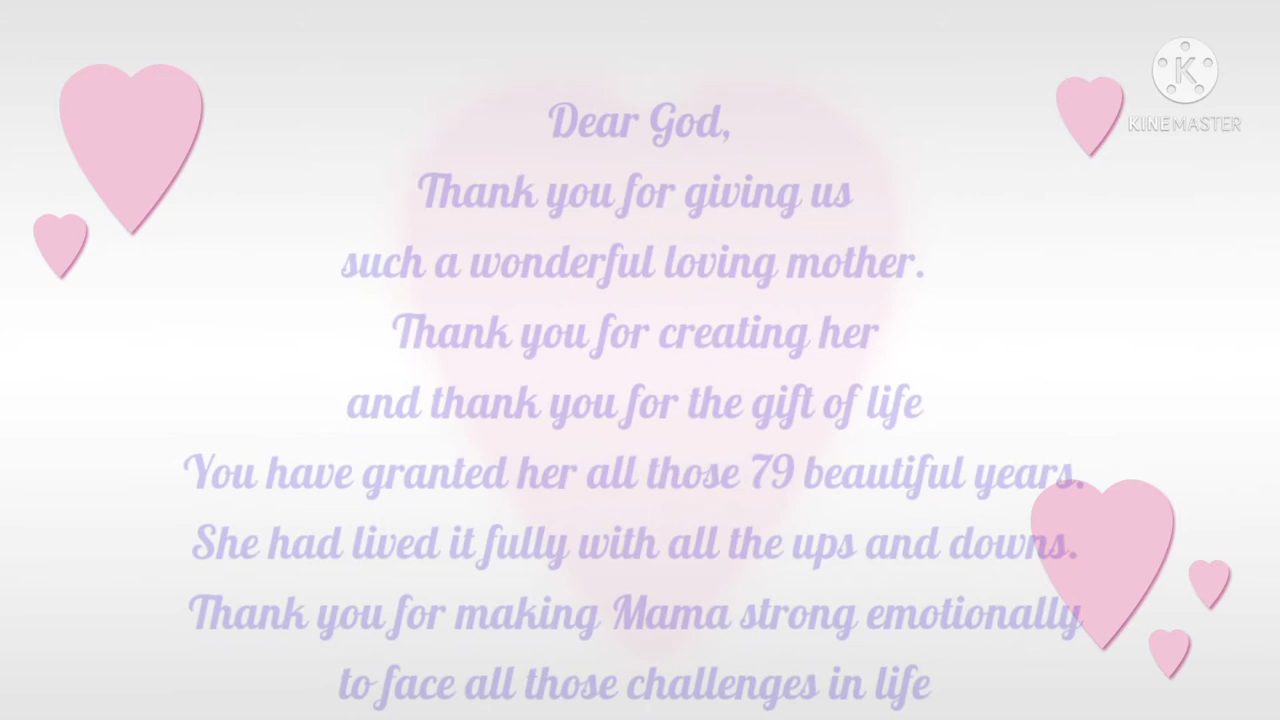 Dear God,
Thank you for giving us
such a wonderful loving mother.
Thank you for creating her
and thank you for the gift of life
You have granted her all those 79 beautiful years.
She had lived it fully with all the ups and downs.
Thank you for making Mama strong emotionally
to face all those challenges in life
K
KINEMASTER